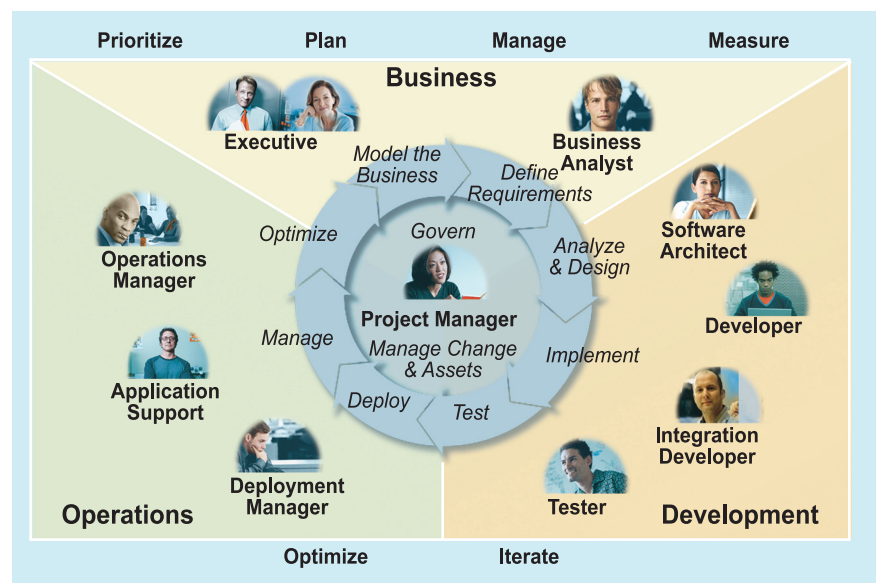 Prioritize
Plan
Manage
Measure
Business
Executive
Business
Analyst
Model the
Business
Define
Requirements
Software
Architect
Optimize
Govern
Analyze
& Design
Operations
Manager
Project Manager
Developer
Manage
Manage Change
& Assets
Implement
Application
Support
Deploy
Test
Integration
Developer
Deployment
Manager
Tester
Operations
Development
Optimize
Iterate